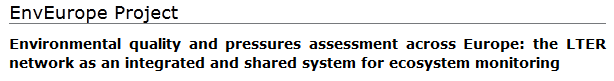 EnvEurope Project
Environmental quality and pressures assessment across Europe: the LTER
network as an integrated and shared system for ecosystem monitoring